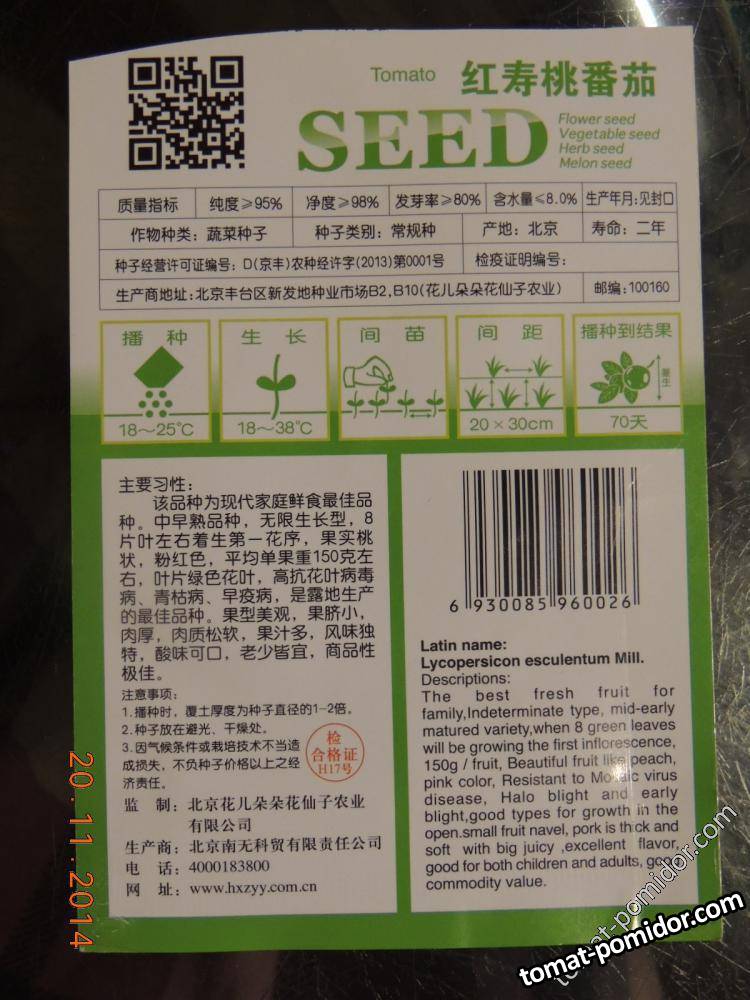 Tomato 红寿桃番茄
SEED
Flower seed
Vegetable seed
Herb seed
Melon seed
质量指标 纯度≥95% 净度≥98% 发芽率≥80% 含水量≤8.0% 生产年月:见封口
作物种类: 蔬菜种子 种子类别: 常规种 产地: 北京 寿命: 二年
种子经营许可证编号: D(京丰)农种经许字(2013)第0001号 检疫证明编号:
生产商地址: 北京丰台区新发地种业市场B2,B10(花儿朵朵花仙子农业) 邮编: 100160
播种 生长 间苗 间距 播种到结果
18~25℃ 18~38℃ 20×30cm 70天
主要习性:
该品种为现代家庭鲜食最佳品
种。中早熟品种，无限生长型，8
片叶左右着生第一花序，果实桃
状，粉红色，平均单果重150克左
右，叶片绿色花叶，高抗花叶病毒
病、青枯病、早疫病，是露地生产
的最佳品种。果型美观，果脐小，
肉厚，肉质松软，果汁多，风味独
特，酸味可口，老少皆宜，商品性
极佳。
注意事项:
1.播种时，覆土厚度为种子直径的1-2倍。
2.种子放在避光、干燥处。
3.因气候条件或栽培技术不当造
成损失，不负种子价格以上之经
济责任。
检
合格证
H17号
监 制: 北京花儿朵朵花仙子农业
有限公司
生产商: 北京南无科贸有限责任公司
电 话: 4000183800
网 址: www.hxzyy.com.cn
6 930085 960026
Latin name:
Lycopersicon esculentum Mill.
Descriptions:
The best fresh fruit for
family,Indeterminate type, mid-early
matured variety,when 8 green leaves
will be growing the first inflorescence,
150g / fruit, Beautiful fruit like peach,
pink color, Resistant to Mosaic virus
disease, Halo blight and early
blight,good types for growth in the
open.small fruit navel, pork is thick and
soft with big juicy ,excellent flavor,
good for both children and adults, good
commodity value.
20.11.2014
tomat-pomidor.com
tomat-pomidor.com